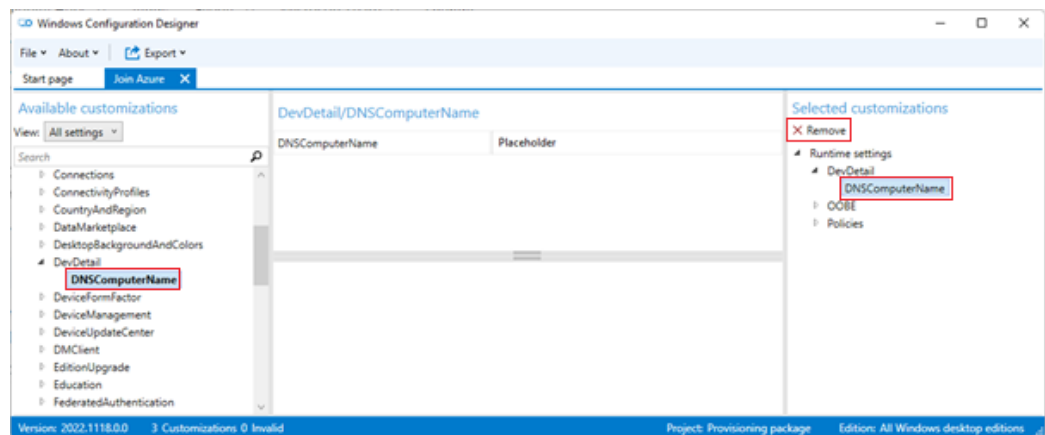 Windows Configuration Designer
File About Export
Start page Join Azure X
Available customizations
View: All settings
Search
Connections
ConnectivityProfiles
CountryAndRegion
DataMarketplace
DesktopBackgroundAndColors
DevDetail
DNSComputerName
DeviceFormFactor
DeviceManagement
DeviceUpdateCenter
DMClient
EditionUpgrade
Education
FederatedAuthentication
DevDetail/DNSComputerName
DNSComputerName Placeholder
Selected customizations
Remove
Runtime settings
DevDetail
DNSComputerName
OOBE
Policies
Version: 2022.1118.0.0 3 Customizations 0 Invalid Project: Provisioning package Edition: All Windows desktop editions